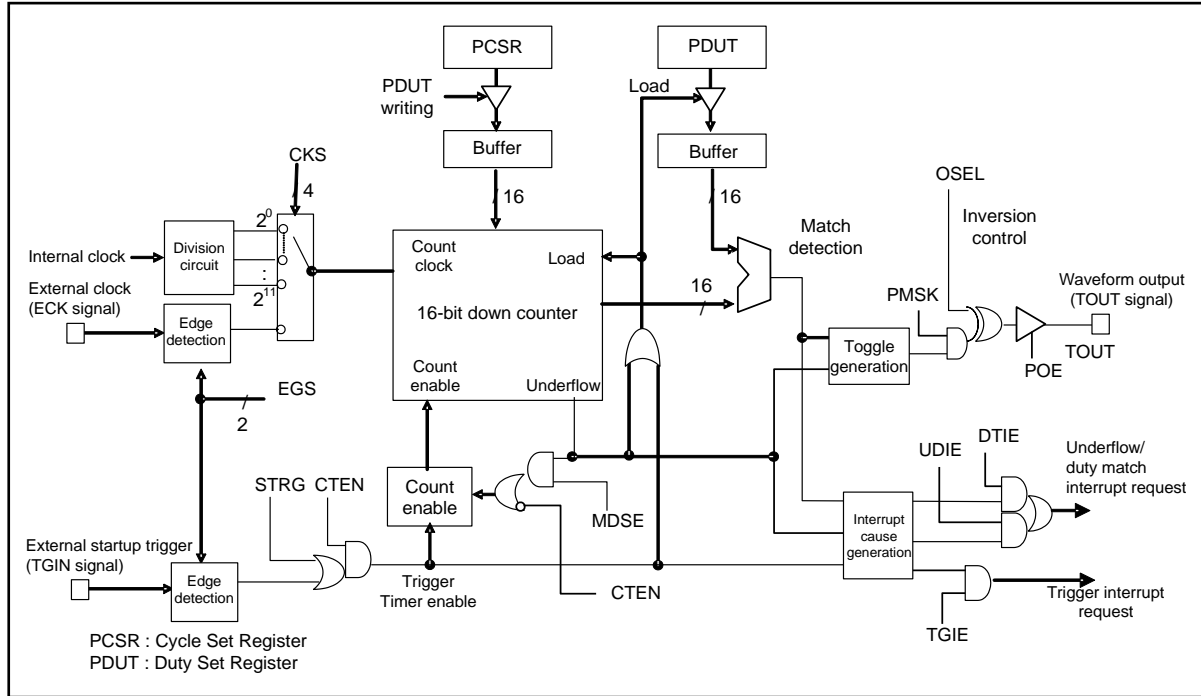 PCSR
PDUT
PDUT
writing
Load
Buffer
Buffer
CKS
4
16
16
OSEL
Inversion
control
Match
detection
Internal clock
Division
circuit
2^0
:
2^11
Count
clock
Load
External clock
(ECK signal)
Edge
detection
16-bit down counter
16
Waveform output
(TOUT signal)
PMSK
Toggle
generation
TOUT
POE
Count
enable
Underflow
EGS
2
STRG
CTEN
Count
enable
MDSE
UDIE
DTIE
Underflow/
duty match
interrupt request
Interrupt
cause
generation
External startup trigger
(TGIN signal)
Edge
detection
Trigger
Timer enable
CTEN
TGIE
Trigger interrupt
request
PCSR : Cycle Set Register
PDUT : Duty Set Register